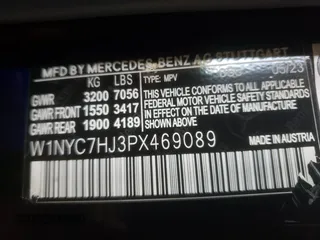 MFD BY MERCEDES-BENZ AG STUTTGART
KG LBS
GVWR 3200 7056
GAWR FRONT 1550 3417
GAWR REAR 1900 4189
05/23
TYPE: MPV
THIS VEHICLE CONFORMS TO ALL APPLICABLE
FEDERAL MOTOR VEHICLE SAFETY STANDARDS
IN EFFECT ON THE DATE OF MANUFACTURE
SHOWN ABOVE.
W1NYC7HJ3PX469089
MADE IN
AUSTRIA